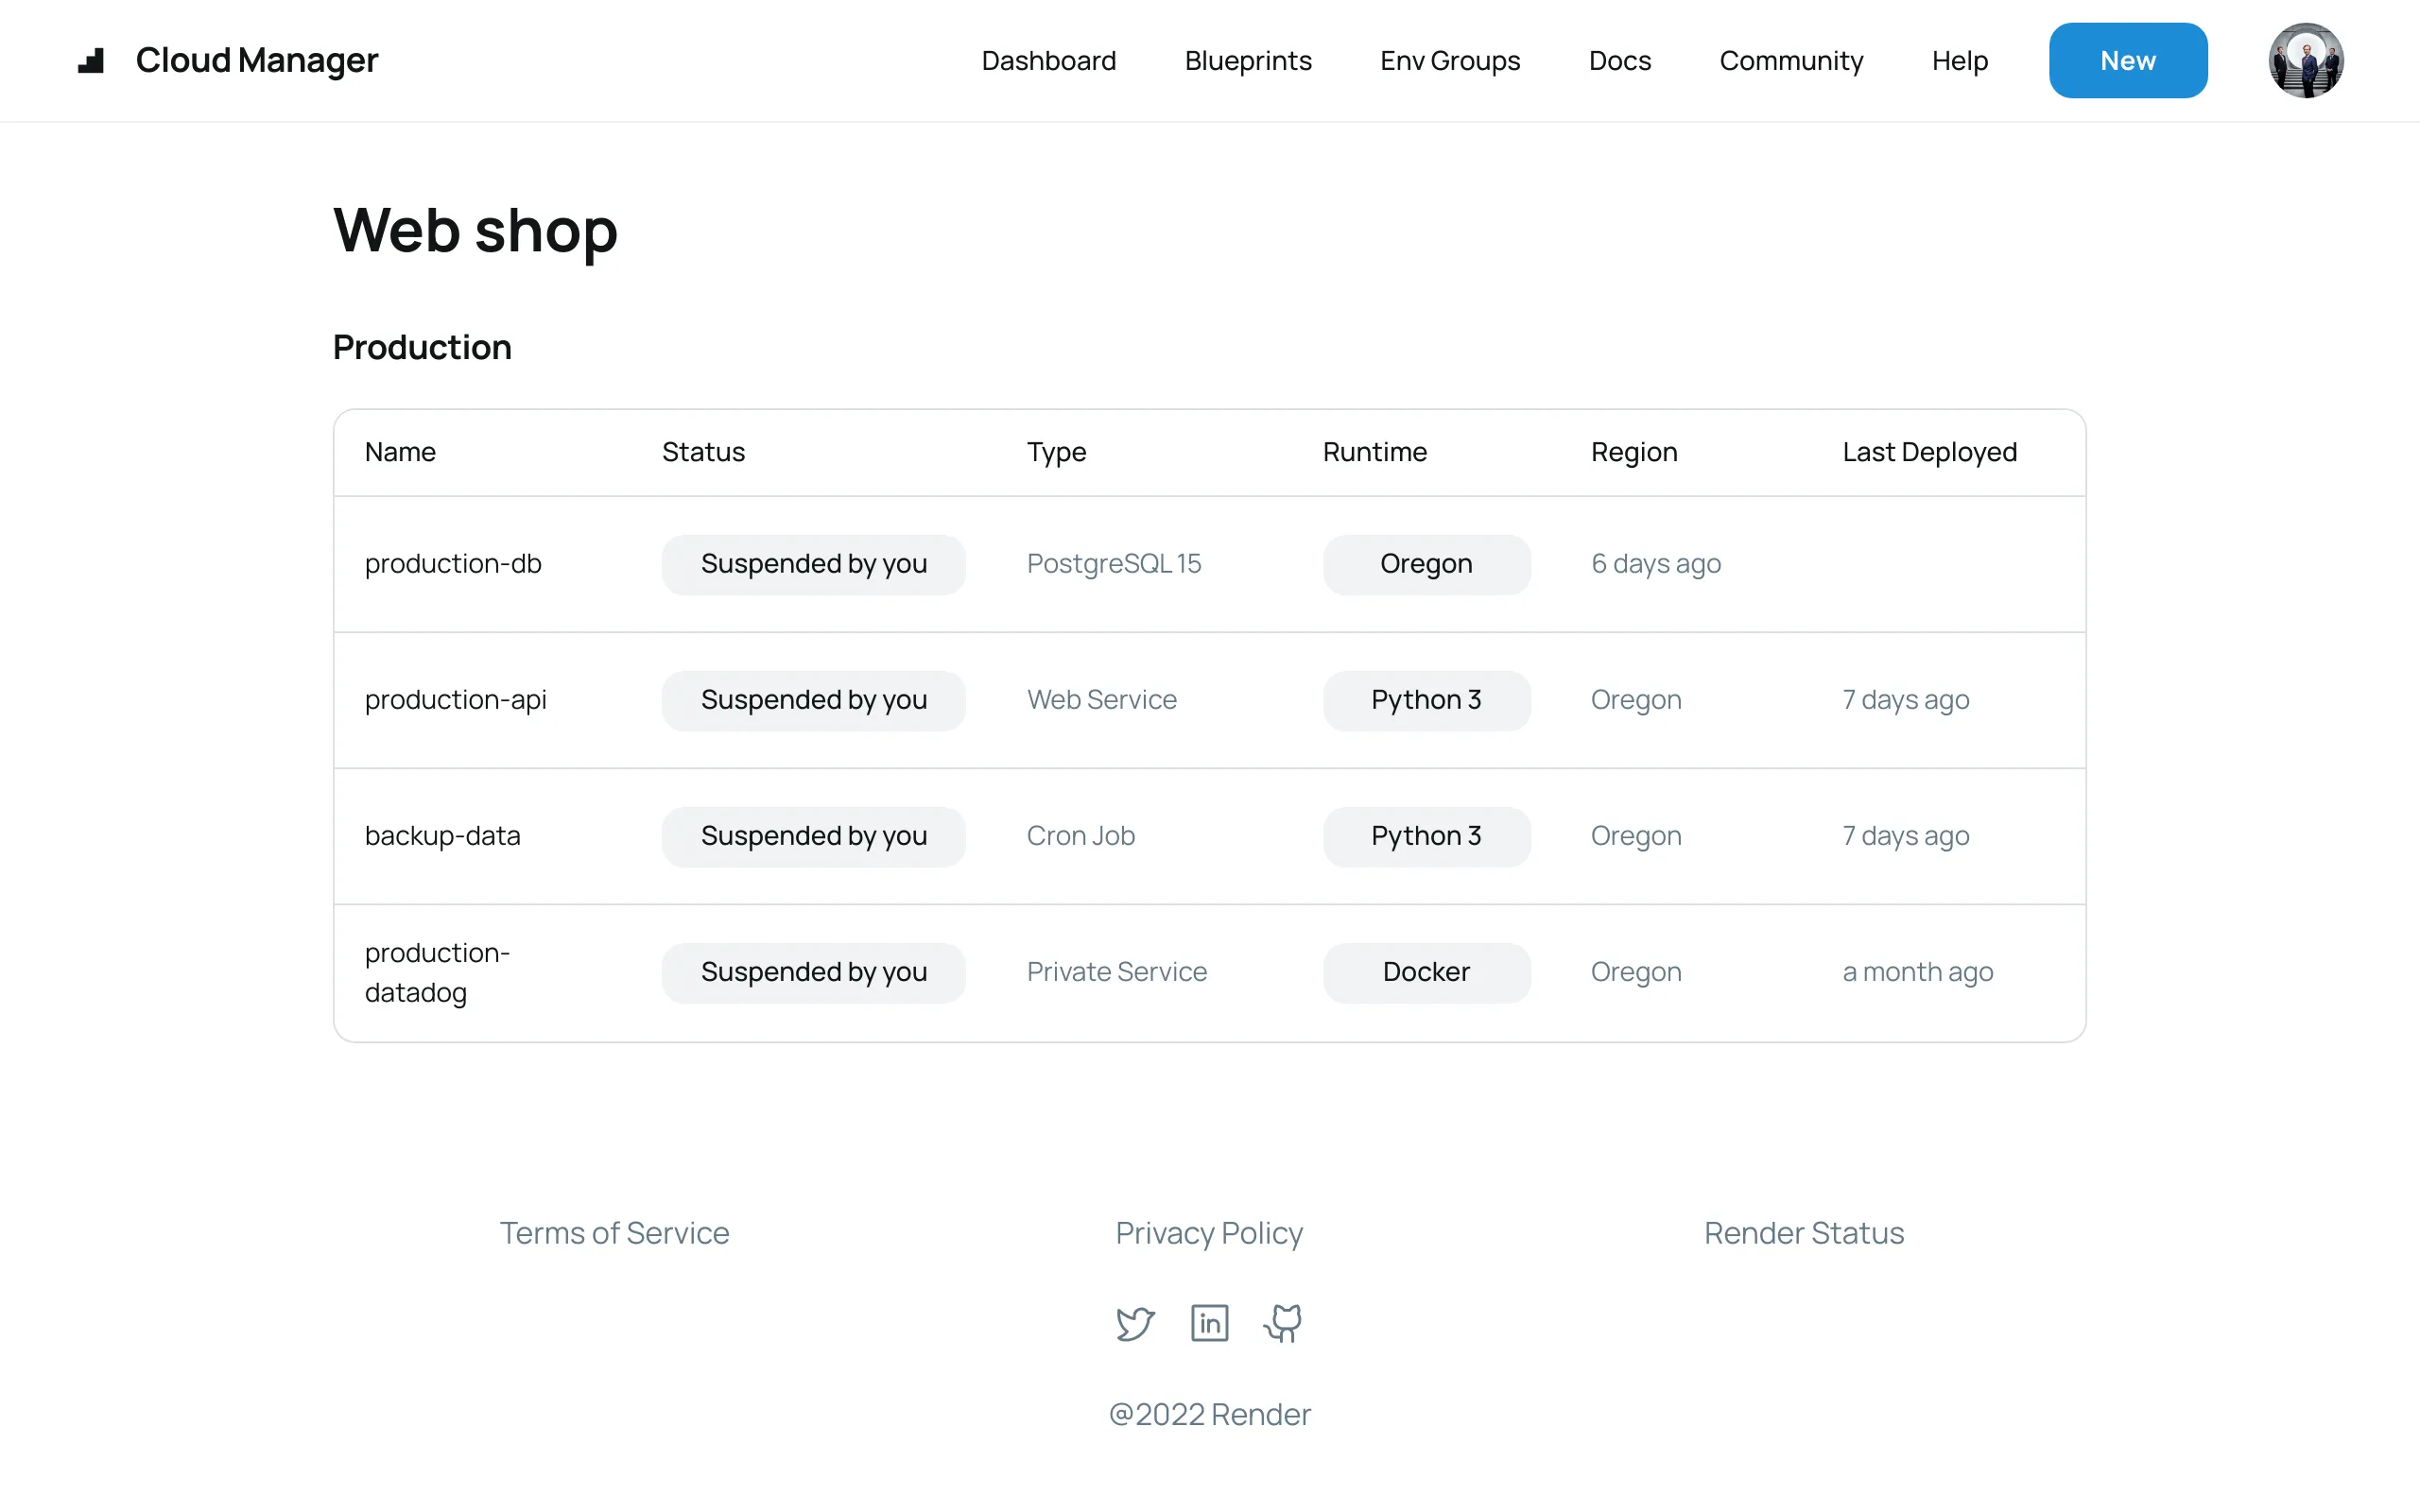 Cloud Manager
Dashboard
Blueprints
Env Groups
Docs
Community
Help
New
Web shop
Production
Name Status Type Runtime Region Last Deployed
production-db Suspended by you PostgreSQL 15 Oregon 6 days ago
production-api Suspended by you Web Service Python 3 Oregon 7 days ago
backup-data Suspended by you Cron Job Python 3 Oregon 7 days ago
production-
datadog Suspended by you Private Service Docker Oregon a month ago
Terms of Service
Privacy Policy
Render Status
in
@2022 Render